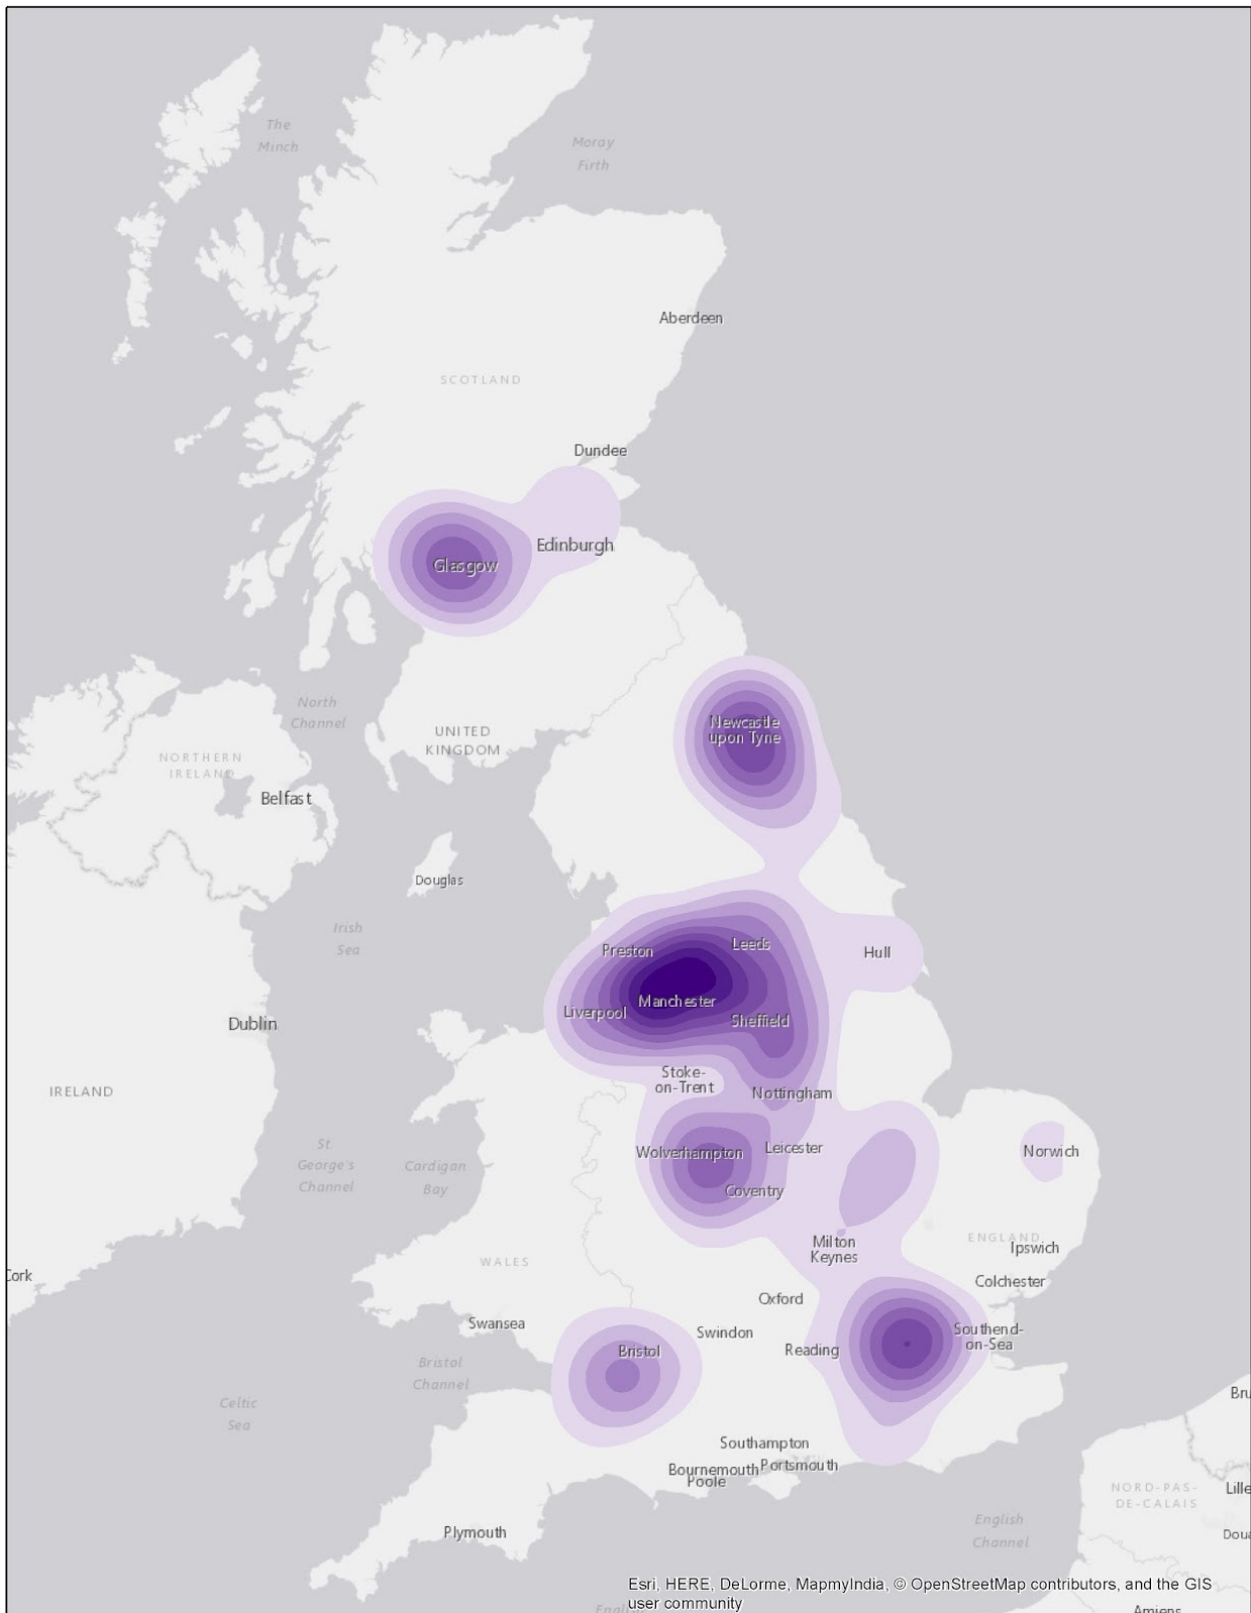 The
Minch
Moray
Firth
Aberdeen
SCOTLAND
Dundee
Edinburgh
Glasgow
North
Channel
Newcastle
upon Tyne
UNITED
KINGDOM
NORTHERN
IRELAND
Belfast
Douglas
Irish
Sea
Preston
Leeds
Hull
Manchester
Liverpool
Sheffield
Dublin
Stoke-
on-Trent
IRELAND
Nottingham
St.
George's
Channel
Cardigan
Bay
Wolverhampton
Leicester
Norwich
Coventry
Milton
Keynes
ENGLAND
Ipswich
WALES
Cork
Colchester
Oxford
Swansea
Swindon
Southend-
on-Sea
Bristol
Reading
Bristol
Channel
Celtic
Sea
Bru
Southampton
Bournemouth
Portsmouth
Poole
NORD-PAS-
DE-CALAIS
Lille
Plymouth
English
Channel
Doua
Esri, HERE, DeLorme, MapmyIndia, © OpenStreetMap contributors, and the GIS
user community
Amiens